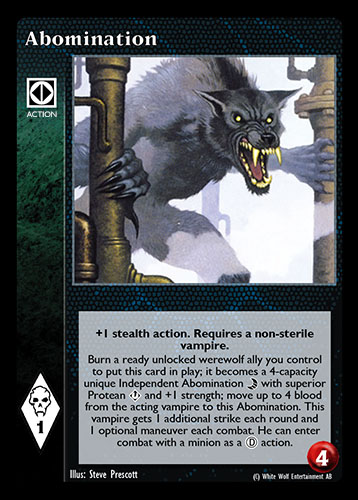 Abomination
ACTION
+1 stealth action. Requires a non-sterile
vampire.
Burn a ready unlocked werewolf ally you control
to put this card in play; it becomes a 4-capacity
unique Independent Abomination with superior
Protean and +1 strength; move up to 4 blood
from the acting vampire to this Abomination. This
vampire gets 1 additional strike each round and
1 optional maneuver each combat. He can enter
combat with a minion as a D action.
1
4
Illus: Steve Prescott
(C) White Wolf Entertainment AB